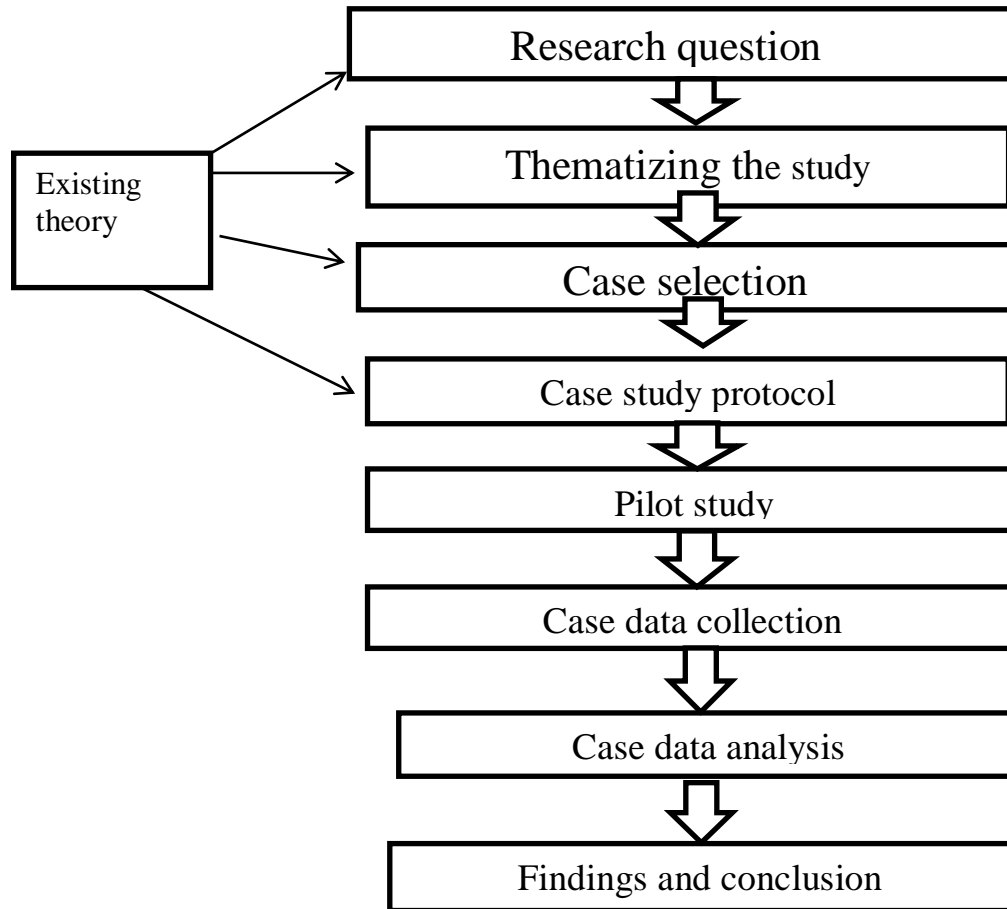 Research question
Thematizing the study
Existing
theory
Case selection
Case study protocol
Pilot study
Case data collection
Case data analysis
Findings and conclusion